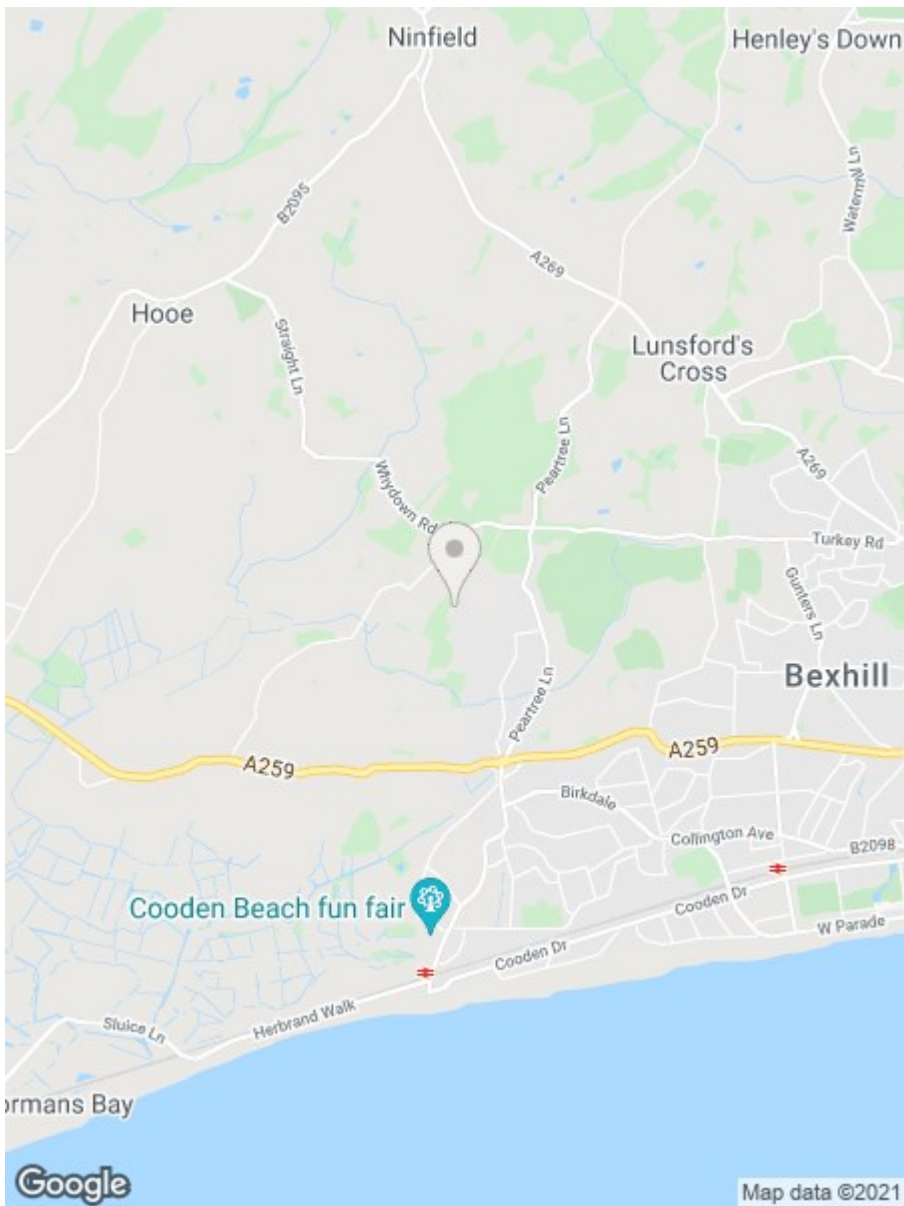 Ninfield
Henley's Down
B2095
Watermill Ln
A269
Hooe
Straight Ln
Lunsford's
Cross
Peartree Ln
A269
Whydown Rd
Turkey Rd
Gunters Ln
Bexhill
Peartree Ln
A259
A259
Birkdale
Collington Ave
B2098
Cooden Beach fun fair
Cooden Dr
W Parade
Cooden Dr
Herbrand Walk
Sluice Ln
ormans Bay
Google
Map data ©2021